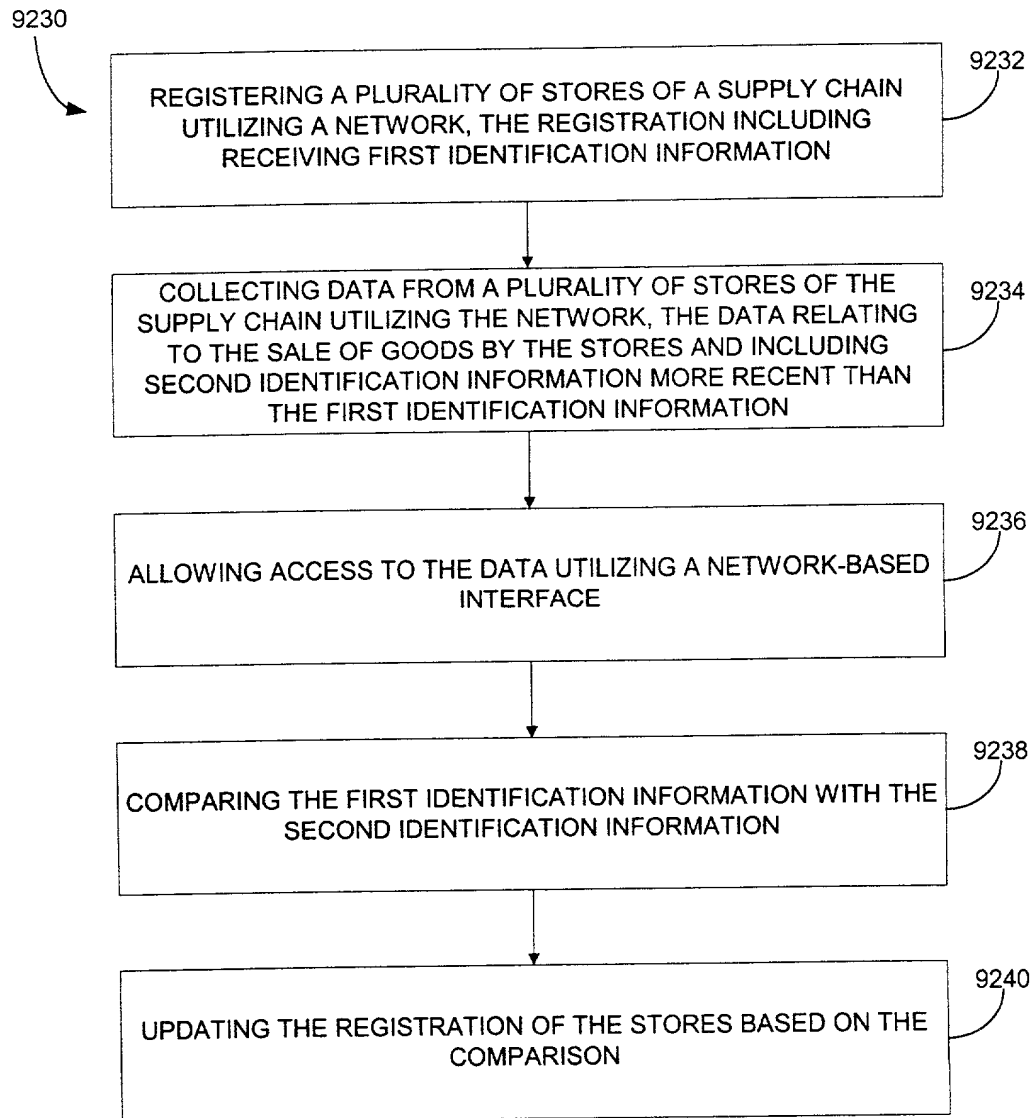 9230
9232
REGISTERING A PLURALITY OF STORES OF A SUPPLY CHAIN
UTILIZING A NETWORK, THE REGISTRATION INCLUDING
RECEIVING FIRST IDENTIFICATION INFORMATION
9234
COLLECTING DATA FROM A PLURALITY OF STORES OF THE
SUPPLY CHAIN UTILIZING THE NETWORK, THE DATA RELATING
TO THE SALE OF GOODS BY THE STORES AND INCLUDING
SECOND IDENTIFICATION INFORMATION MORE RECENT THAN
THE FIRST IDENTIFICATION INFORMATION
9236
ALLOWING ACCESS TO THE DATA UTILIZING A NETWORK-BASED
INTERFACE
9238
COMPARING THE FIRST IDENTIFICATION INFORMATION WITH THE
SECOND IDENTIFICATION INFORMATION
9240
UPDATING THE REGISTRATION OF THE STORES BASED ON THE
COMPARISON